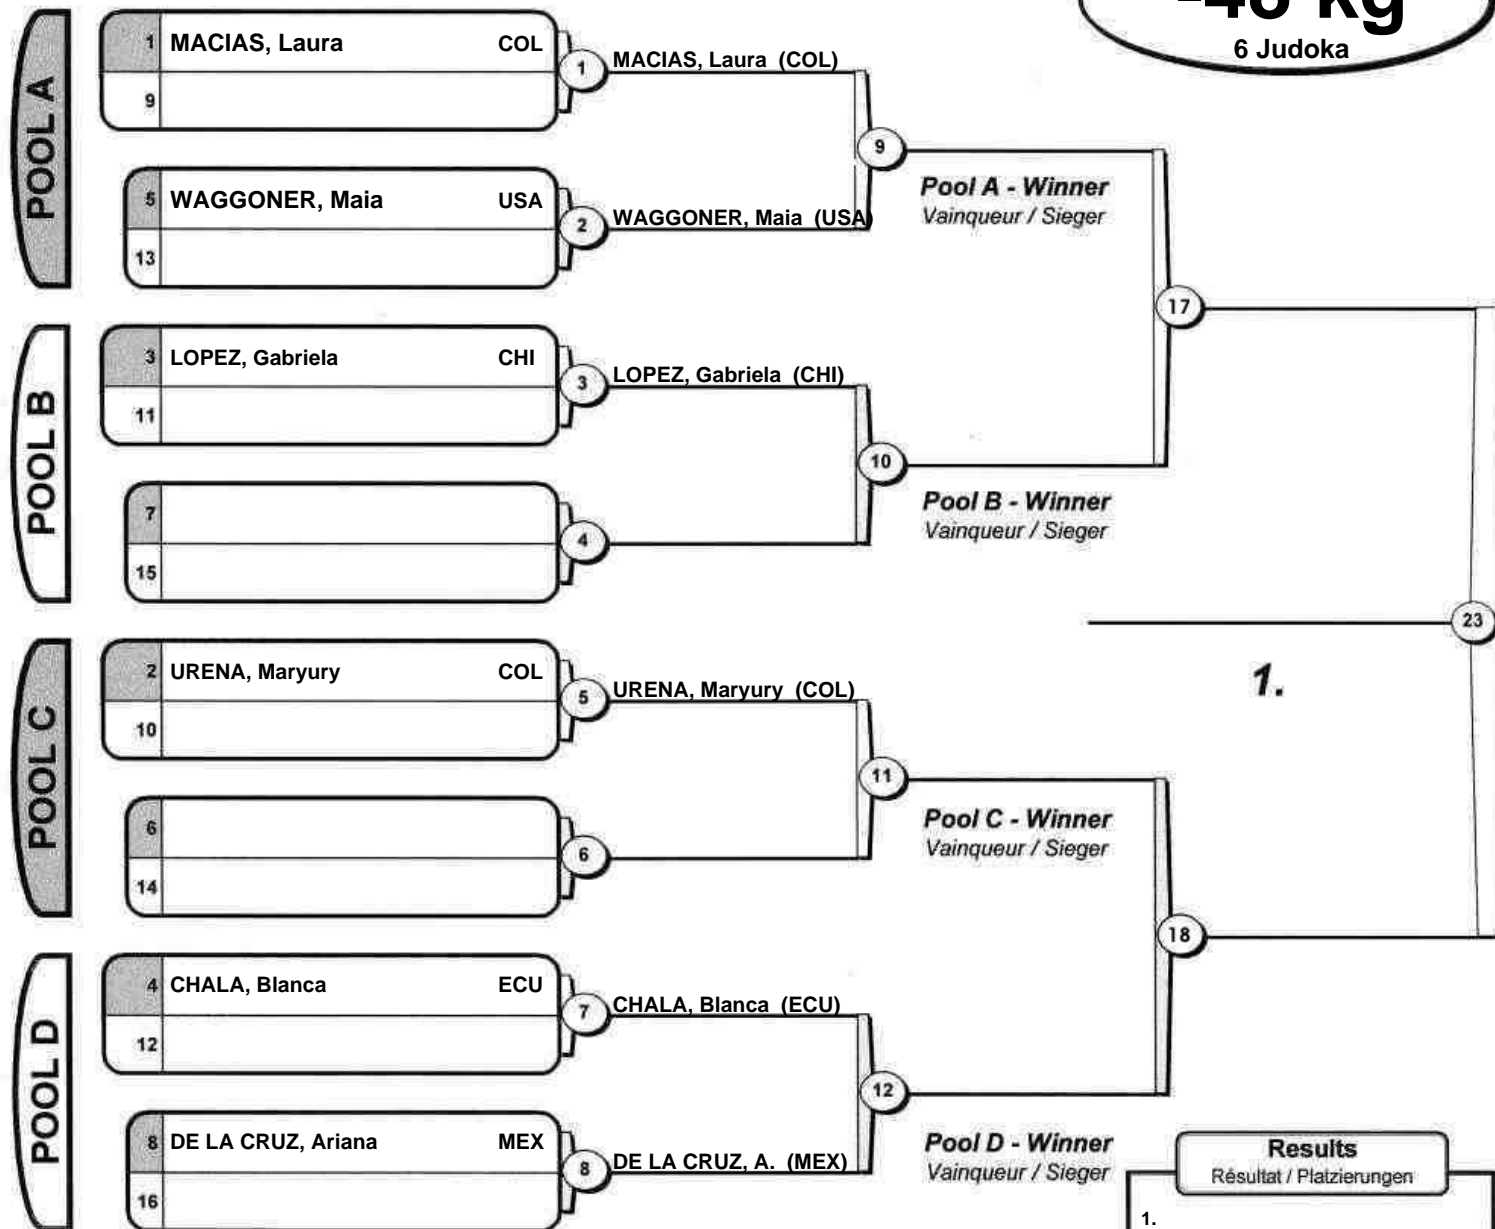 -48 kg
6 Judoka
POOL A
1 MACIAS, Laura COL
9
1 MACIAS, Laura (COL)
5 WAGGONER, Maia USA
13
2 WAGGONER, Maia (USA)
9
Pool A - Winner
Vainqueur / Sieger
17
POOL B
3 LOPEZ, Gabriela CHI
11
3 LOPEZ, Gabriela (CHI)
7
15
4
10
Pool B - Winner
Vainqueur / Sieger
23
1.
POOL C
2 URENA, Maryury COL
10
5 URENA, Maryury (COL)
6
14
6
11
Pool C - Winner
Vainqueur / Sieger
18
POOL D
4 CHALA, Blanca ECU
12
7 CHALA, Blanca (ECU)
8 DE LA CRUZ, Ariana MEX
16
8 DE LA CRUZ, A. (MEX)
12
Pool D - Winner
Vainqueur / Sieger
Results
Résultat / Platzierungen
1.